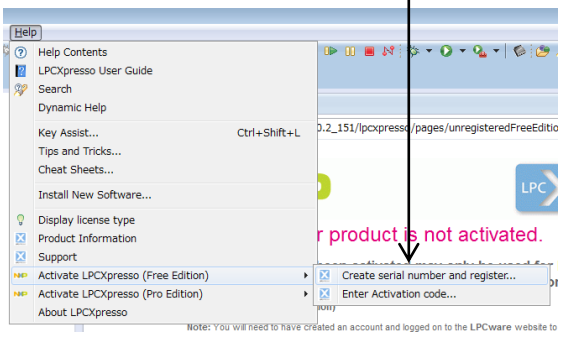 Help
Help Contents
LPCXpresso User Guide
Search
Dynamic Help
Key Assist... Ctrl+Shift+L
Tips and Tricks...
Cheat Sheets...
Install New Software...
Display license type
Product Information
Support
Activate LPCXpresso (Free Edition)
Activate LPCXpresso (Pro Edition)
About LPCXpresso
0.2_151/lpcxpresso/pages/unregisteredFreeEditio
LPC
r product is not activated.
Create serial number and register...
Enter Activation code...
Note: You will need to have created an account and logged on to the LPCware website to